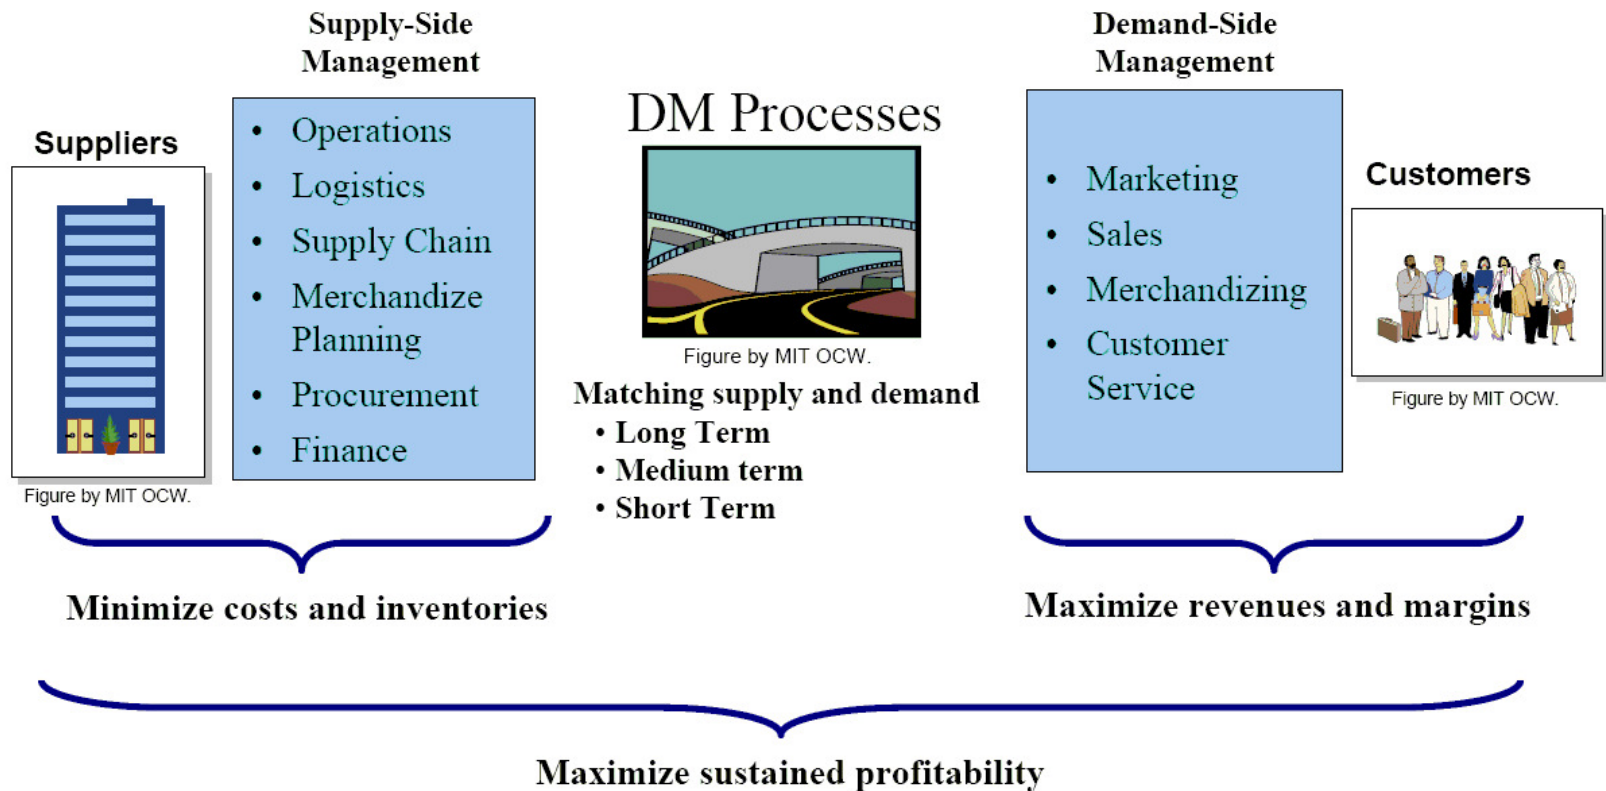 Supply-Side
Management
Suppliers
Figure by MIT OCW.
• Operations
• Logistics
• Supply Chain
• Merchandize
Planning
• Procurement
• Finance
DM Processes
Figure by MIT OCW.
Matching supply and demand
• Long Term
• Medium term
• Short Term
Demand-Side
Management
• Marketing
• Sales
• Merchandizing
• Customer
Service
Customers
Figure by MIT OCW.
Minimize costs and inventories
Maximize revenues and margins
Maximize sustained profitability